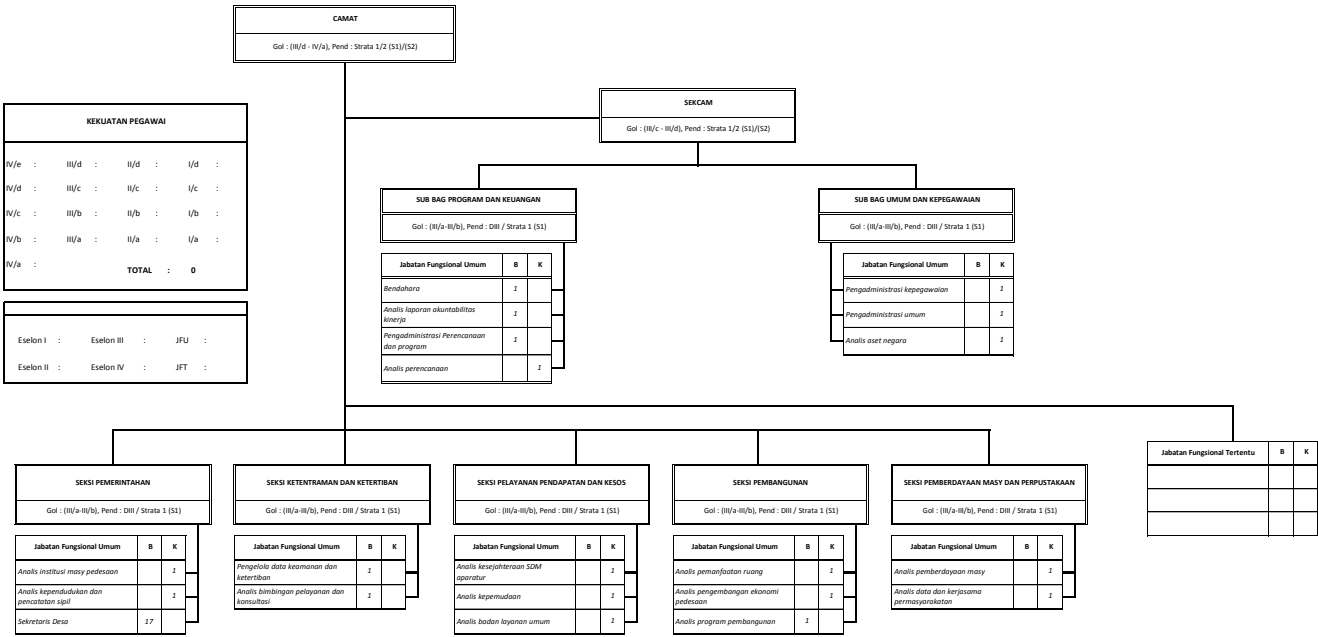 CAMAT
Gol : (III/d - IV/a), Pend : Strata 1/2 (S1)/(S2)
SEKCAM
Gol : (III/c - III/d), Pend : Strata 1/2 (S1)/(S2)
KEKUATAN PEGAWAI
IV/e : III/d : II/d : I/d :
IV/d : III/c : II/c : I/c :
IV/c : III/b : II/b : I/b :
IV/b : III/a : II/a : I/a :
IV/a : TOTAL : 0
Eselon I : Eselon III : JFU :
Eselon II : Eselon IV : JFT :
SUB BAG PROGRAM DAN KEUANGAN
Gol : (III/a-III/b), Pend : DIII / Strata 1 (S1)
Jabatan Fungsional Umum B K
Bendahara 1
Analis laporan akuntabilitas
kinerja 1
Pengadministrasi Perencanaan
dan program 1
Analis perencanaan 1
SUB BAG UMUM DAN KEPEGAWAIAN
Gol : (III/a-III/b), Pend : DIII / Strata 1 (S1)
Jabatan Fungsional Umum B K
Pengadministrasi kepegawaian 1
Pengadministrasi umum 1
Analis aset negara 1
SEKSI PEMERINTAHAN
Gol : (III/a-III/b), Pend : DIII / Strata 1 (S1)
Jabatan Fungsional Umum B K
Analis institusi masy pedesaan 1
Analis kependudukan dan
pencatatan sipil 1
Sekretaris Desa 17
SEKSI KETENTRAMAN DAN KETERTIBAN
Gol : (III/a-III/b), Pend : DIII / Strata 1 (S1)
Jabatan Fungsional Umum B K
Pengelola data keamanan dan
ketertiban 1
Analis bimbingan pelayanan dan
konsultasi 1
SEKSI PELAYANAN PENDAPATAN DAN KESOS
Gol : (III/a-III/b), Pend : DIII / Strata 1 (S1)
Jabatan Fungsional Umum B K
Analis kesejahteraan SDM
aparatur 1
Analis kepemudaan 1
Analis badan layanan umum 1
SEKSI PEMBANGUNAN
Gol : (III/a-III/b), Pend : DIII / Strata 1 (S1)
Jabatan Fungsional Umum B K
Analis pemanfaatan ruang 1
Analis pengembangan ekonomi
pedesaan 1
Analis program pembangunan 1
SEKSI PEMBERDAYAAN MASY DAN PERPUSTAKAAN
Gol : (III/a-III/b), Pend : DIII / Strata 1 (S1)
Jabatan Fungsional Umum B K
Analis pemberdayaan masy 1
Analis data dan kerjasama
permasyarakatan 1
Jabatan Fungsional Tertentu B K